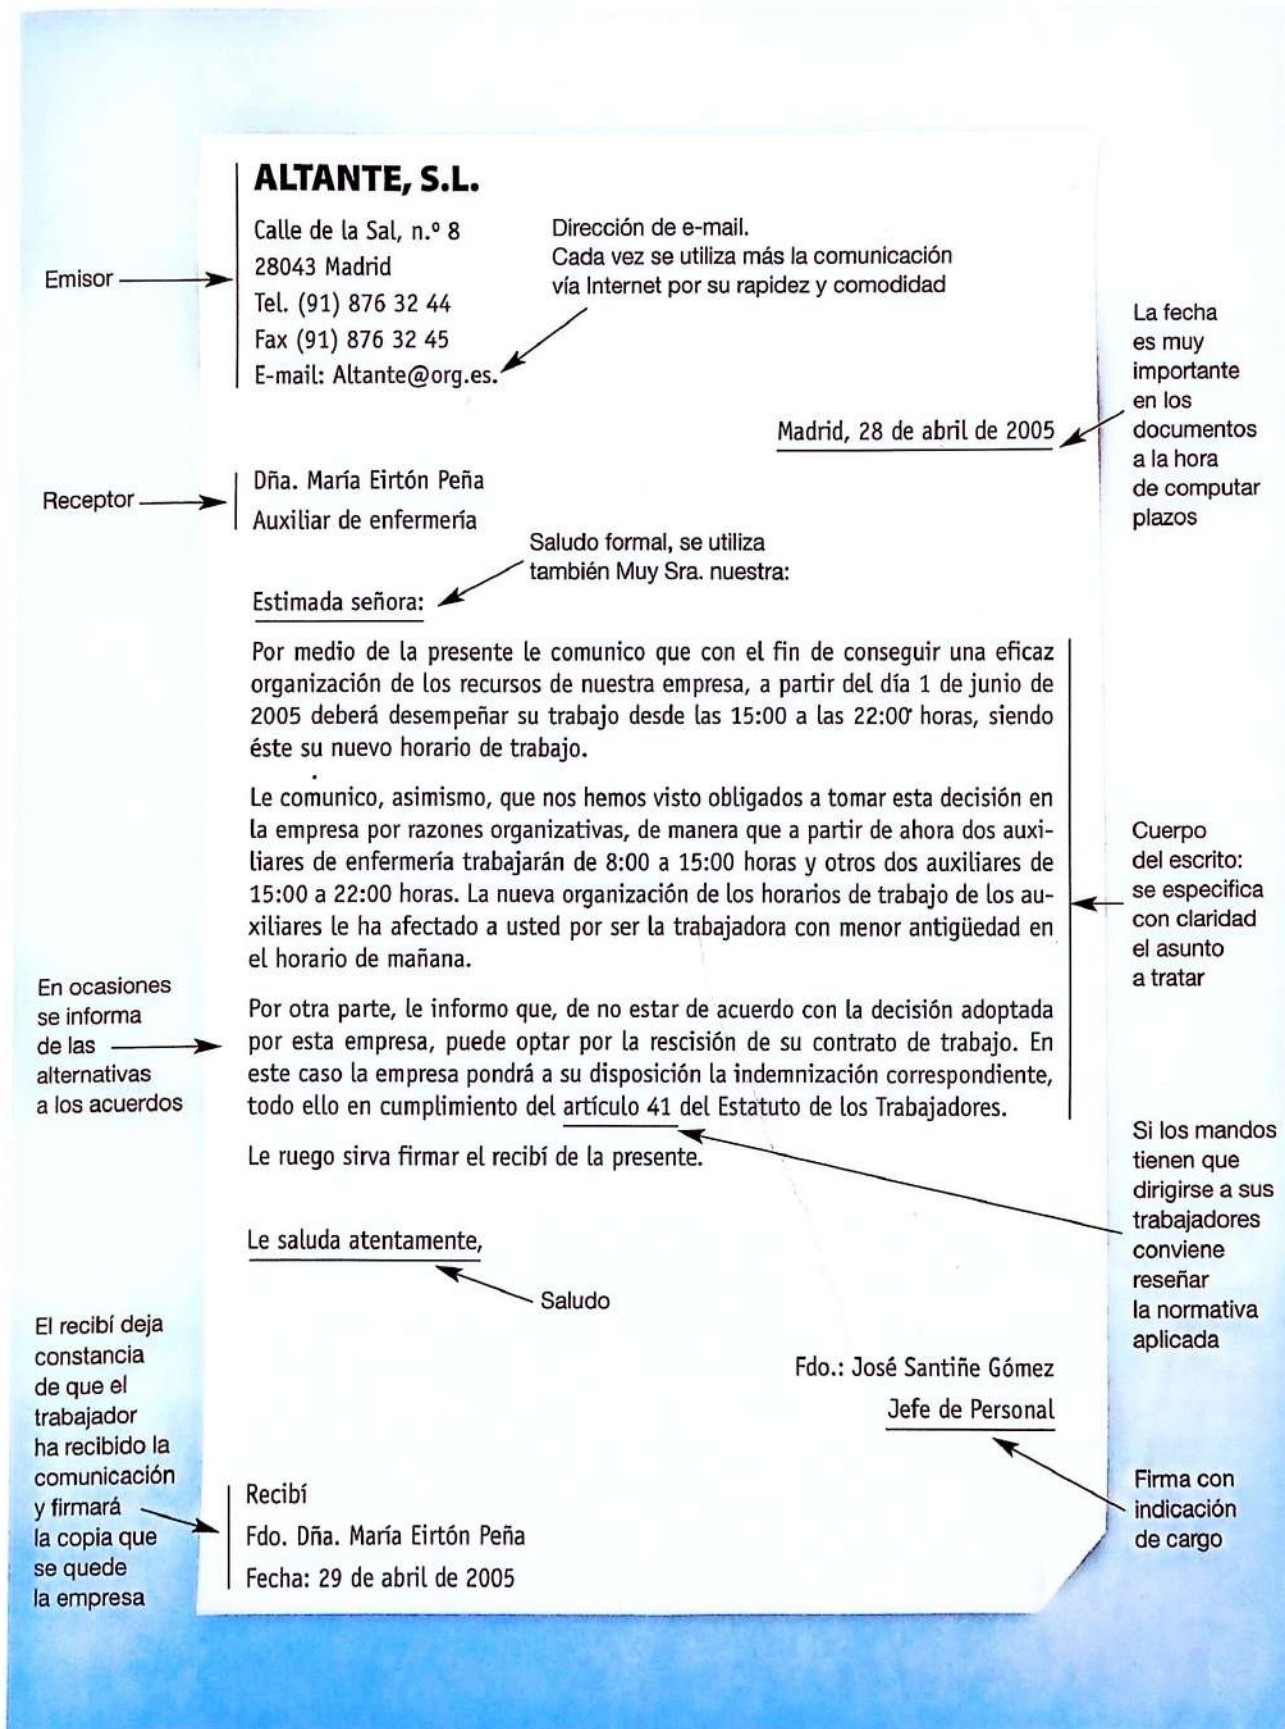 ALTANTE, S.L.
Calle de la Sal, n.º 8
28043 Madrid
Tel. (91) 876 32 44
Fax (91) 876 32 45
E-mail: Altante@org.es.
Emisor
Dirección de e-mail.
Cada vez se utiliza más la comunicación
vía Internet por su rapidez y comodidad
La fecha
es muy
importante
en los
documentos
a la hora
de computar
plazos
Madrid, 28 de abril de 2005
Receptor
Dña. María Eirtón Peña
Auxiliar de enfermería
Saludo formal, se utiliza
también Muy Sra. nuestra:
Estimada señora:
Por medio de la presente le comunico que con el fin de conseguir una eficaz
organización de los recursos de nuestra empresa, a partir del día 1 de junio de
2005 deberá desempeñar su trabajo desde las 15:00 a las 22:00 horas, siendo
éste su nuevo horario de trabajo.
Le comunico, asimismo, que nos hemos visto obligados a tomar esta decisión en
la empresa por razones organizativas, de manera que a partir de ahora dos auxi-
liares de enfermería trabajarán de 8:00 a 15:00 horas y otros dos auxiliares de
15:00 a 22:00 horas. La nueva organización de los horarios de trabajo de los au-
xiliares le ha afectado a usted por ser la trabajadora con menor antigüedad en
el horario de mañana.
Cuerpo
del escrito:
se especifica
con claridad
el asunto
a tratar
En ocasiones
se informa
de las
alternativas
a los acuerdos
Por otra parte, le informo que, de no estar de acuerdo con la decisión adoptada
por esta empresa, puede optar por la rescisión de su contrato de trabajo. En
este caso la empresa pondrá a su disposición la indemnización correspondiente,
todo ello en cumplimiento del artículo 41 del Estatuto de los Trabajadores.
Le ruego sirva firmar el recibí de la presente.
Si los mandos
tienen que
dirigirse a sus
trabajadores
conviene
reseñar
la normativa
aplicada
Le saluda atentamente,
Saludo
Fdo.: José Santiñe Gómez
Jefe de Personal
Firma con
indicación
de cargo
El recibí deja
constancia
de que el
trabajador
ha recibido la
comunicación
y firmará
la copia que
se quede
la empresa
Recibí
Fdo. Dña. María Eirtón Peña
Fecha: 29 de abril de 2005